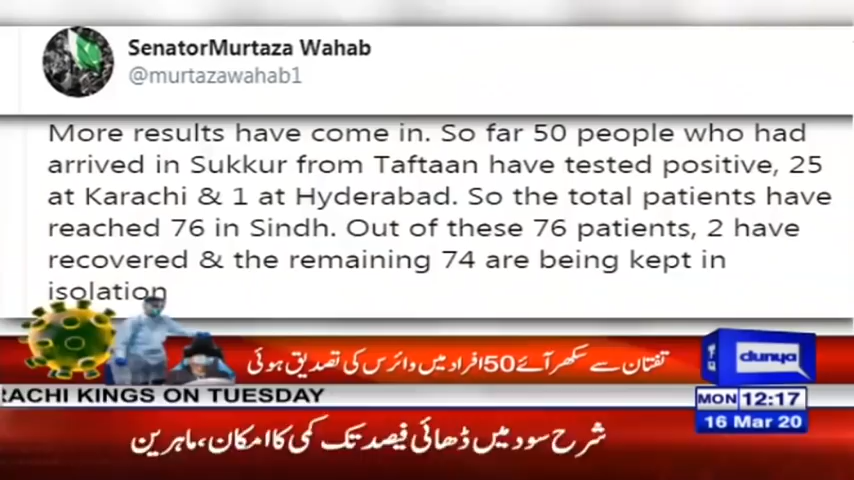 SenatorMurtaza Wahab
@murtazawahab1
More results have come in. So far 50 people who had
arrived in Sukkur from Taftaan have tested positive, 25
at Karachi & 1 at Hyderabad. So the total patients have
reached 76 in Sindh. Out of these 76 patients, 2 have
recovered & the remaining 74 are being kept in
isolation
تفتان سے سکھر آئے 50 افراد میں وائرس کی تصدیق ہوئی
dunya
ACHI KINGS ON TUESDAY
MON 12:17
16 Mar 20
شرح سود میں ڈھائی فیصد تک کمی کا امکان، ماہرین